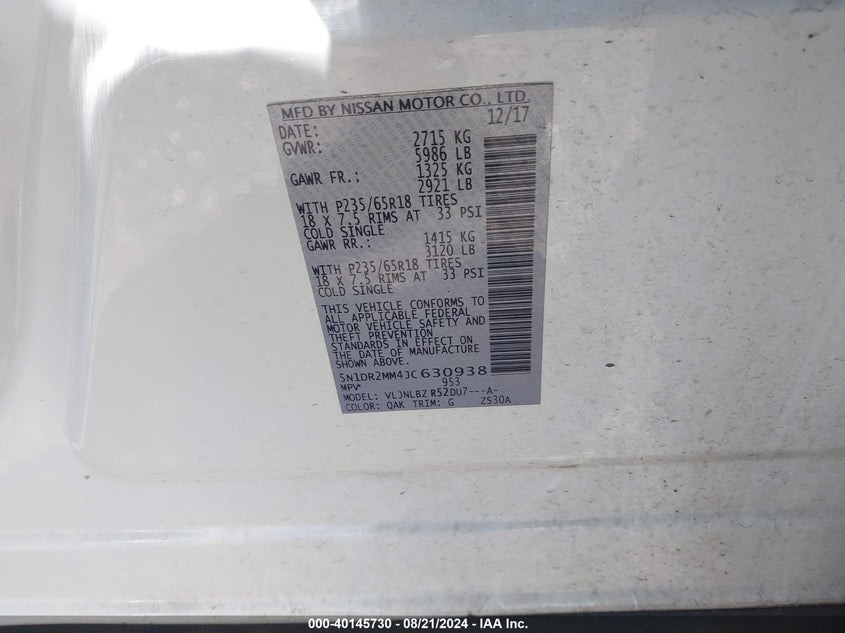 MFD BY NISSAN MOTOR CO., LTD.
DATE: 12/17
GVWR: 2715 KG
5986 LB
GAWR FR.: 1325 KG
2921 LB
WITH P235/65R18 TIRES
18 X 7.5 RIMS AT 33 PSI
COLD SINGLE
GAWR RR.: 1415 KG
3120 LB
WITH P235/65R18 TIRES
18 X 7.5 RIMS AT 33 PSI
COLD SINGLE
THIS VEHICLE CONFORMS TO
ALL APPLICABLE FEDERAL
MOTOR VEHICLE SAFETY AND
THEFT PREVENTION
STANDARDS IN EFFECT ON
THE DATE OF MANUFACTURE
SHOWN ABOVE.
5N1DR2MM4JC630938
MPV* 953
MODEL: VLJNLBZ R52DU7---A-
COLOR: QAK TRIM: G ZS30A
000-40145730 - 08/21/2024 - IAA Inc.